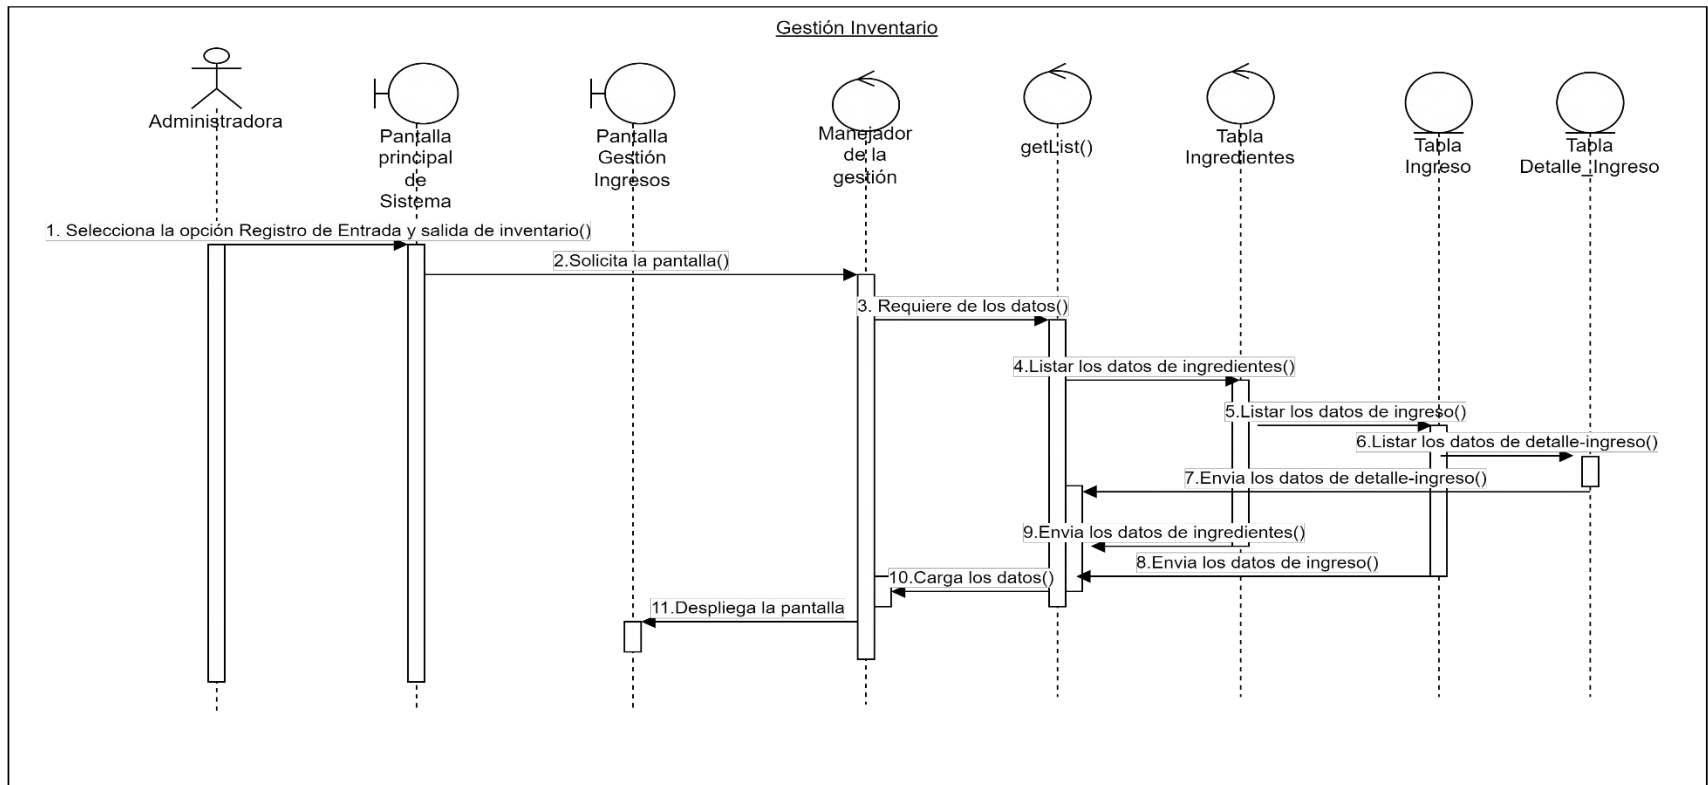 Gestión Inventario
Administradora
Pantalla
principal
de
Sistema
Pantalla
Gestión
Ingresos
Manejador
de la
gestión
getList()
Tabla
Ingredientes
Tabla
Ingreso
Tabla
Detalle_Ingreso
1. Selecciona la opción Registro de Entrada y salida de inventario()
2.Solicita la pantalla()
3. Requiere de los datos()
4.Listar los datos de ingredientes()
5.Listar los datos de ingreso()
6.Listar los datos de detalle-ingreso()
7.Envia los datos de detalle-ingreso()
9.Envia los datos de ingredientes()
8.Envia los datos de ingreso()
10.Carga los datos()
11.Despliega la pantalla